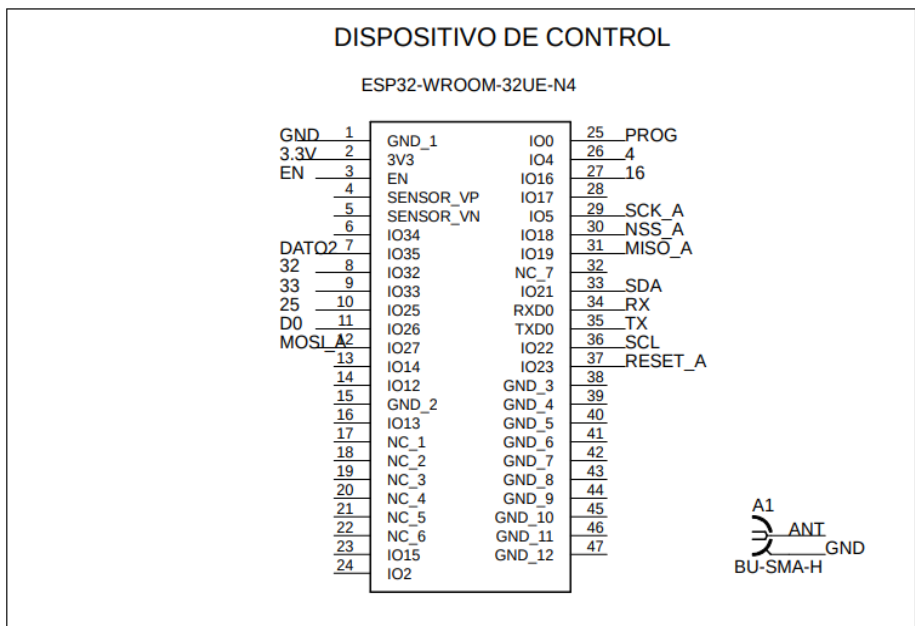 DISPOSITIVO DE CONTROL
ESP32-WROOM-32UE-N4
GND 1 GND_1 IO0 25 PROG
3.3V 2 3V3 IO4 26 4
EN 3 EN IO16 27 16
4 SENSOR_VP IO17 28
5 SENSOR_VN IO5 29 SCK_A
6 IO34 IO18 30 NSS_A
DATO2 7 IO35 IO19 31 MISO_A
32 8 IO32 NC_7 32
33 9 IO33 IO21 33 SDA
25 10 IO25 RXD0 34 RX
D0 11 IO26 TXD0 35 TX
MOSI_A 12 IO27 IO22 36 SCL
13 IO14 IO23 37 RESET_A
14 IO12 GND_3 38
15 GND_2 GND_4 39
16 IO13 GND_5 40
17 NC_1 GND_6 41
18 NC_2 GND_7 42
19 NC_3 GND_8 43
20 NC_4 GND_9 44
21 NC_5 GND_10 45
22 NC_6 GND_11 46
23 IO15 GND_12 47
24 IO2
A1
ANT
GND
BU-SMA-H